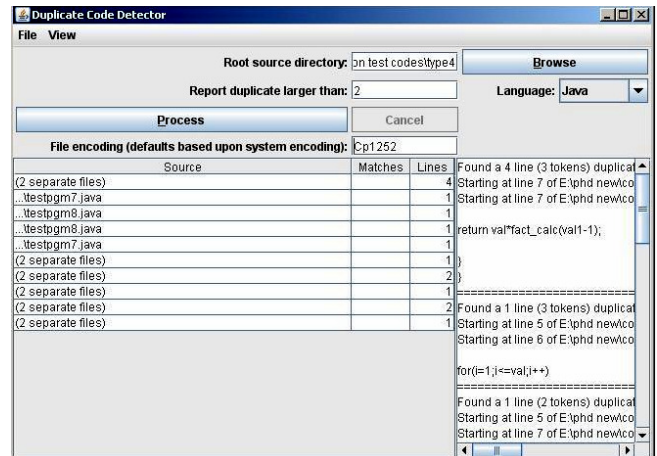 Duplicate Code Detector
File View
Root source directory: on test codes\type4 Browse
Report duplicate larger than: 2 Language: Java
Process Cancel
File encoding (defaults based upon system encoding): Cp1252
Source Matches Lines
(2 separate files) 4
...\testpgm7.java 1
...\testpgm8.java 1
...\testpgm8.java 1
...\testpgm7.java 1
(2 separate files) 1
(2 separate files) 2
(2 separate files) 1
(2 separate files) 2
(2 separate files) 1
Found a 4 line (3 tokens) duplicat
Starting at line 7 of E:\phd new\co
Starting at line 7 of E:\phd new\co
return val*fact_calc(val1-1);
}
}
================================
Found a 1 line (3 tokens) duplicat
Starting at line 5 of E:\phd new\co
Starting at line 6 of E:\phd new\co
for(i=1;i<=val;i++)
================================
Found a 1 line (2 tokens) duplicat
Starting at line 5 of E:\phd new\co
Starting at line 7 of E:\phd new\co